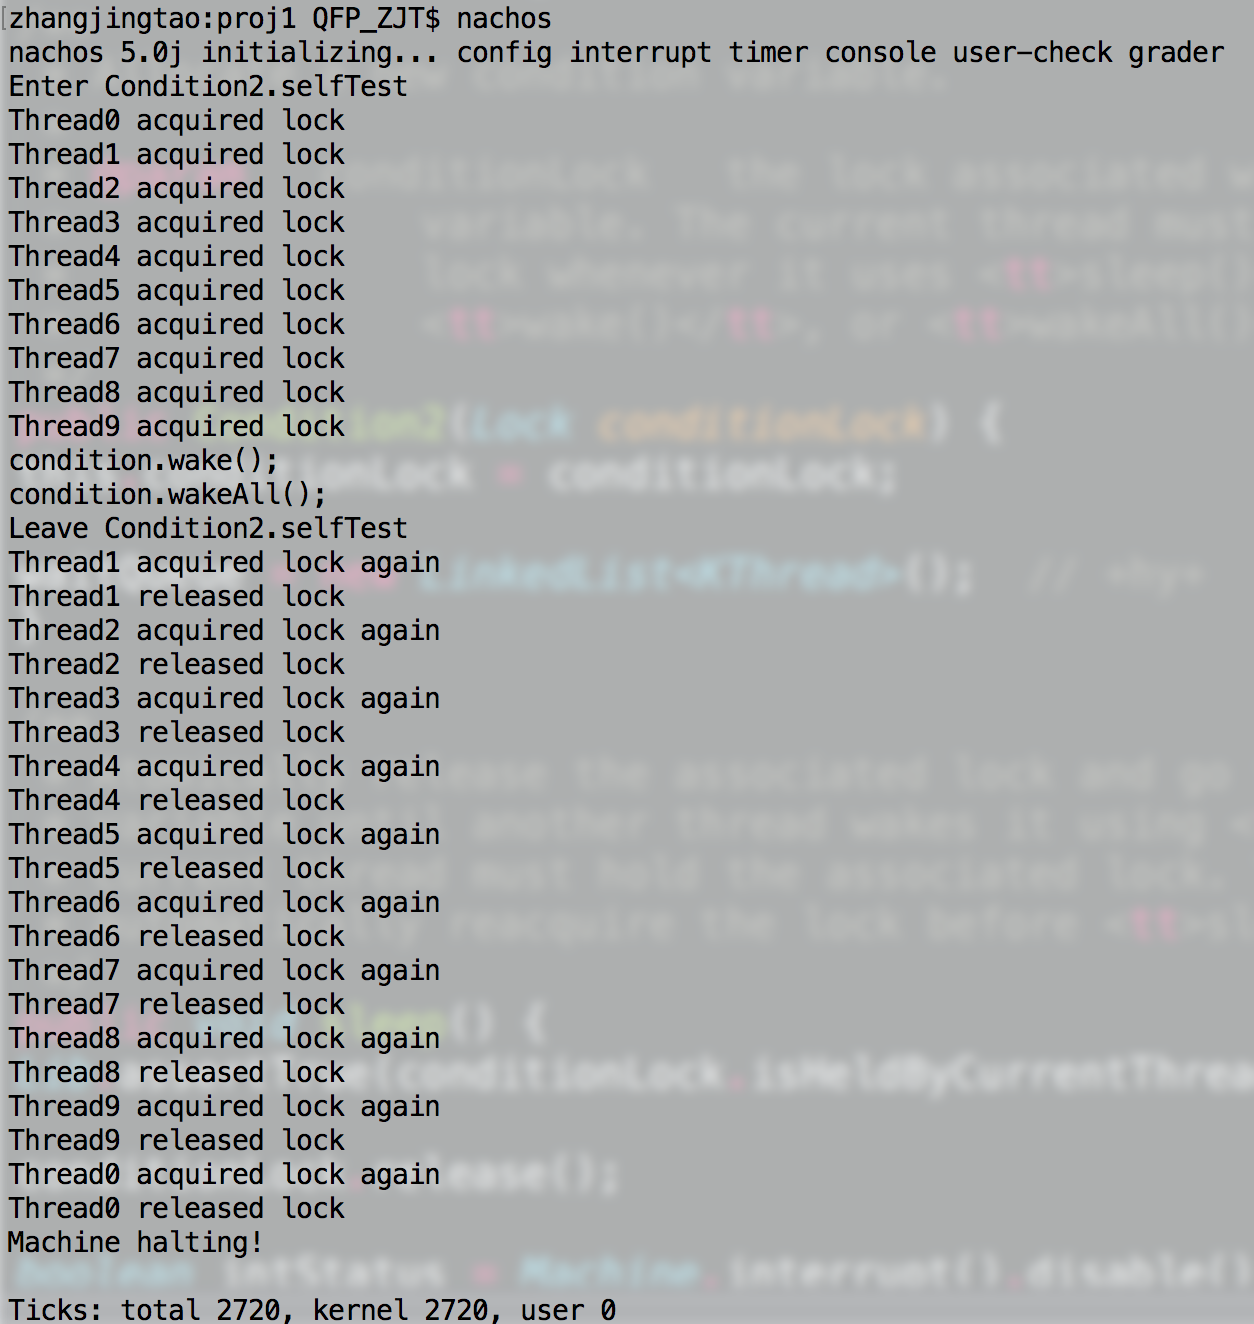 zhangjingtao:proj1 QFP_ZJT$ nachos
nachos 5.0j initializing... config interrupt timer console user-check grader
Enter Condition2.selfTest
Thread0 acquired lock
Thread1 acquired lock
Thread2 acquired lock
Thread3 acquired lock
Thread4 acquired lock
Thread5 acquired lock
Thread6 acquired lock
Thread7 acquired lock
Thread8 acquired lock
Thread9 acquired lock
condition.wake();
condition.wakeAll();
Leave Condition2.selfTest
Thread1 acquired lock again
Thread1 released lock
Thread2 acquired lock again
Thread2 released lock
Thread3 acquired lock again
Thread3 released lock
Thread4 acquired lock again
Thread4 released lock
Thread5 acquired lock again
Thread5 released lock
Thread6 acquired lock again
Thread6 released lock
Thread7 acquired lock again
Thread7 released lock
Thread8 acquired lock again
Thread8 released lock
Thread9 acquired lock again
Thread9 released lock
Thread0 acquired lock again
Thread0 released lock
Machine halting!
Ticks: total 2720, kernel 2720, user 0